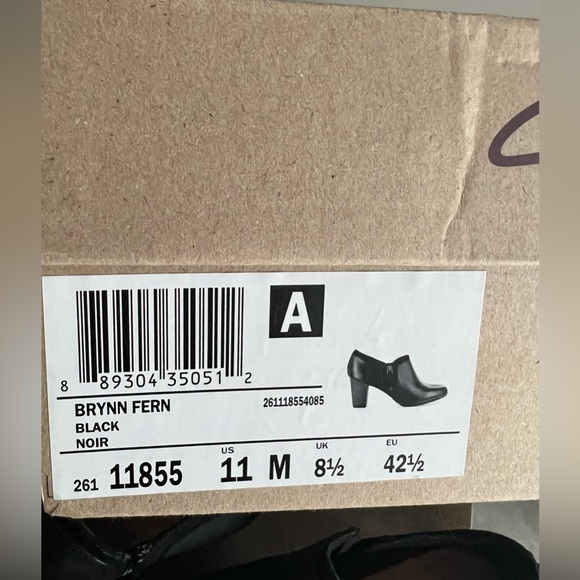 A
8 89304 35051 2
BRYNN FERN 261118554085
BLACK
NOIR
US UK EU
261 11855 11 M 8½ 42½